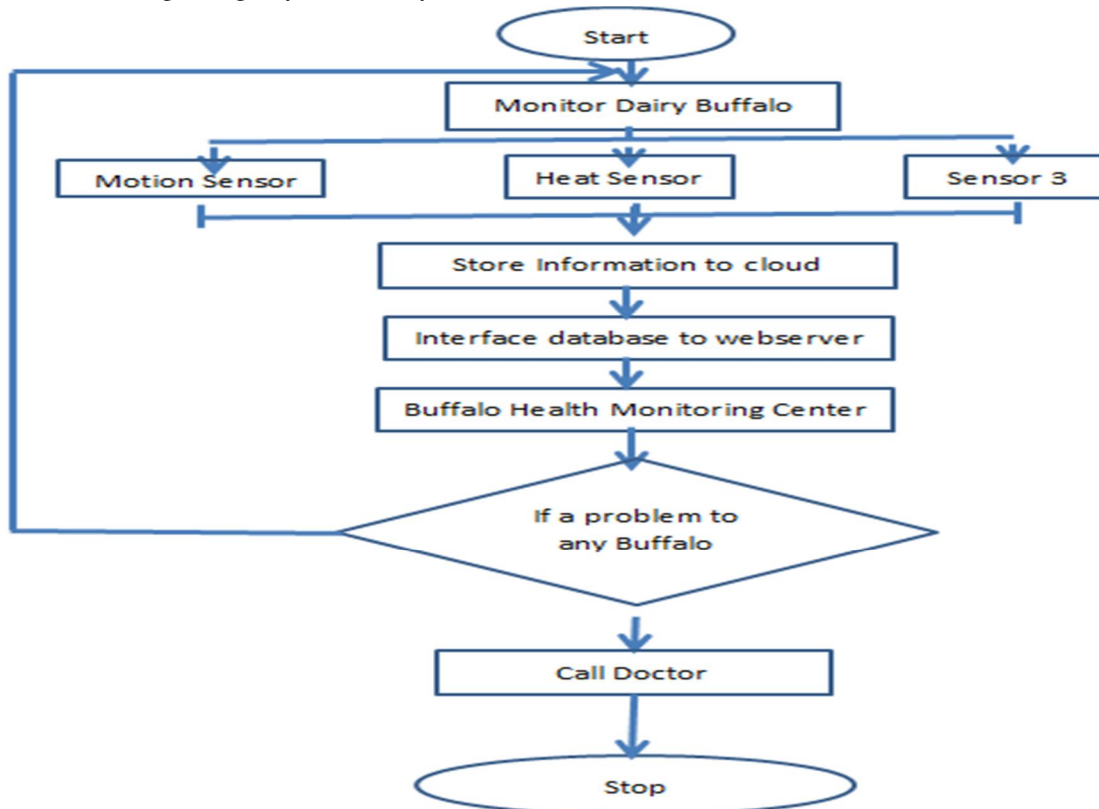 Start
Monitor Dairy Buffalo
Motion Sensor
Heat Sensor
Sensor 3
Store Information to cloud
Interface database to webserver
Buffalo Health Monitoring Center
If a problem to
any Buffalo
Call Doctor
Stop